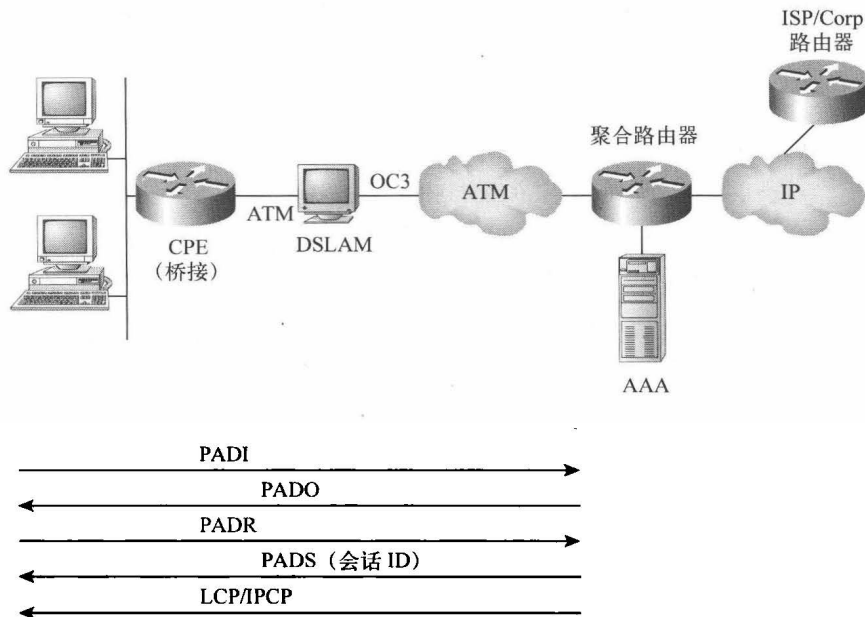 ISP/Corp
路由器
聚合路由器
OC3
ATM
ATM
IP
CPE
（桥接）
DSLAM
AAA
PADI
PADO
PADR
PADS（会话 ID）
LCP/IPCP